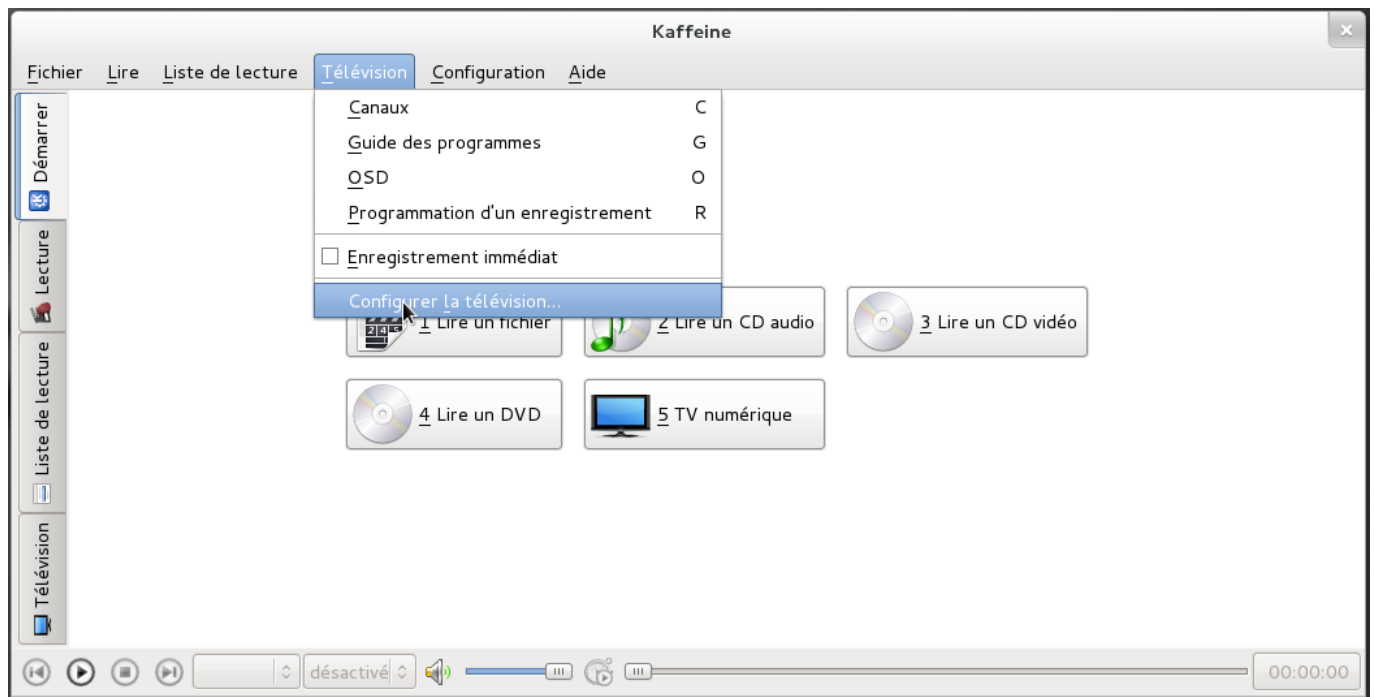 Kaffeine
Fichier Lire Liste de lecture Télévision Configuration Aide
Canaux C
Guide des programmes G
OSD O
Programmation d'un enregistrement R
Enregistrement immédiat
Configurer la télévision...
1 Lire un fichier
2 Lire un CD audio
3 Lire un CD vidéo
4 Lire un DVD
5 TV numérique
Démarrer
Lecture
Liste de lecture
Télévision
désactivé
00:00:00